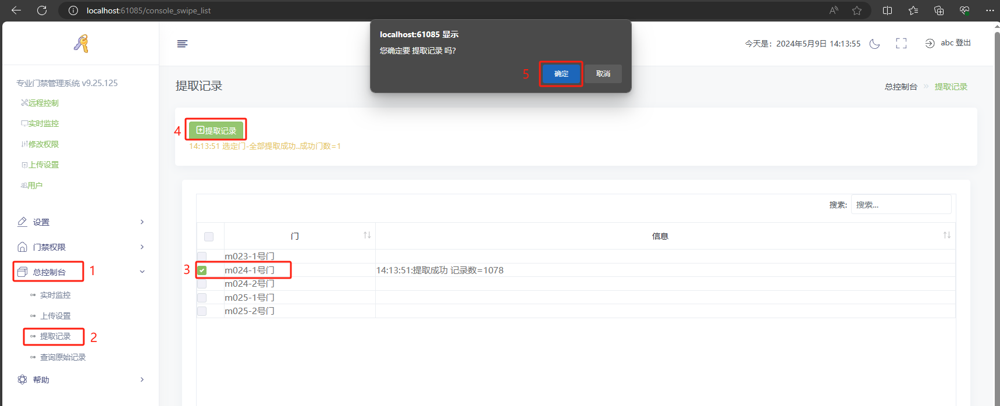 localhost:61085/console_swipe_list
localhost:61085 显示
您确定要 提取记录 吗?
5
确定
取消
今天是：2024年5月9日 14:13:55
abc 登出
专业门禁管理系统 v9.25.125
远程控制
实时监控
修改权限
上传设置
用户
设置
门禁权限
总控制台
1
实时监控
上传设置
提取记录
2
查询原始记录
帮助
提取记录
总控制台 » 提取记录
4
提取记录
14:13:51 选定门-全部提取成功..成功门数=1
搜索:
搜索...
门
信息
m023-1号门
3
m024-1号门
14:13:51:提取成功 记录数=1078
m024-2号门
m025-1号门
m025-2号门